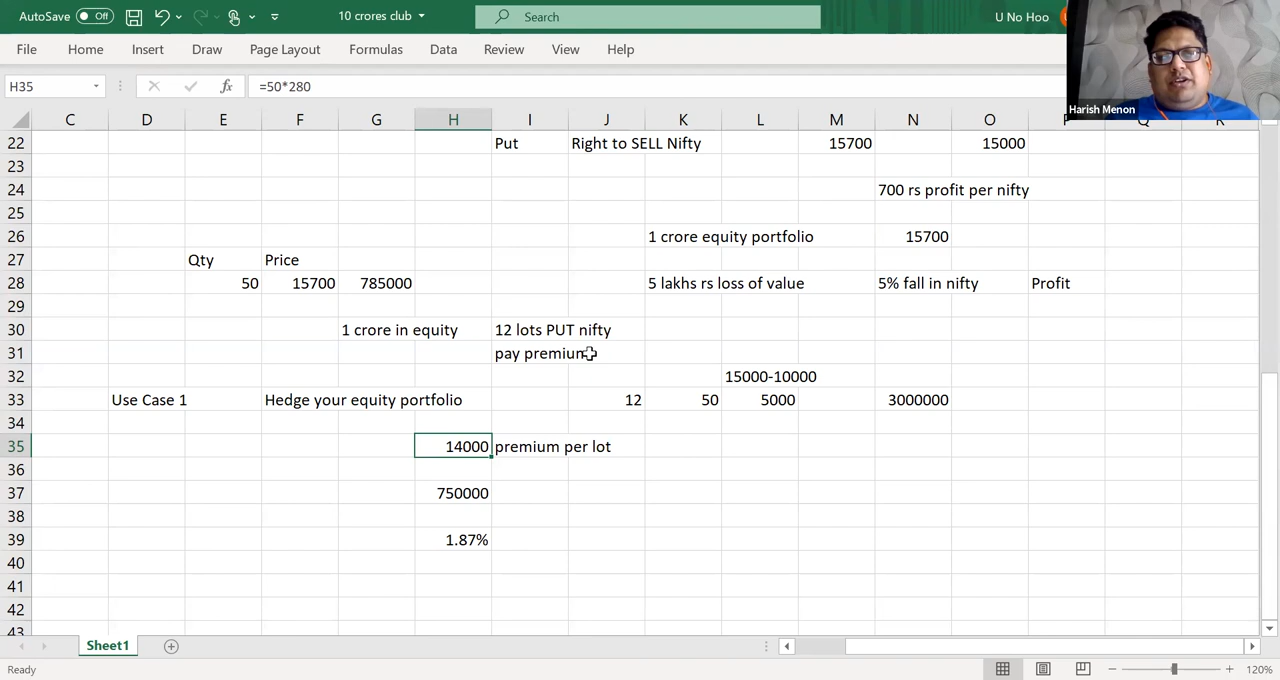 AutoSave Off 10 crores club Search U No Hoo
File Home Insert Draw Page Layout Formulas Data Review View Help
Harish Menon
H35 fx =50*280
C D E F G H I J K L M N O
22 Put Right to SELL Nifty 15700 15000
23
24 700 rs profit per nifty
25
26 1 crore equity portfolio 15700
27 Qty Price
28 50 15700 785000 5 lakhs rs loss of value 5% fall in nifty Profit
29
30 1 crore in equity 12 lots PUT nifty
31 pay premium
32 15000-10000
33 Use Case 1 Hedge your equity portfolio 12 50 5000 3000000
34
35 14000 premium per lot
36
37 750000
38
39 1.87%
40
41
42
43
Sheet1
Ready 120%